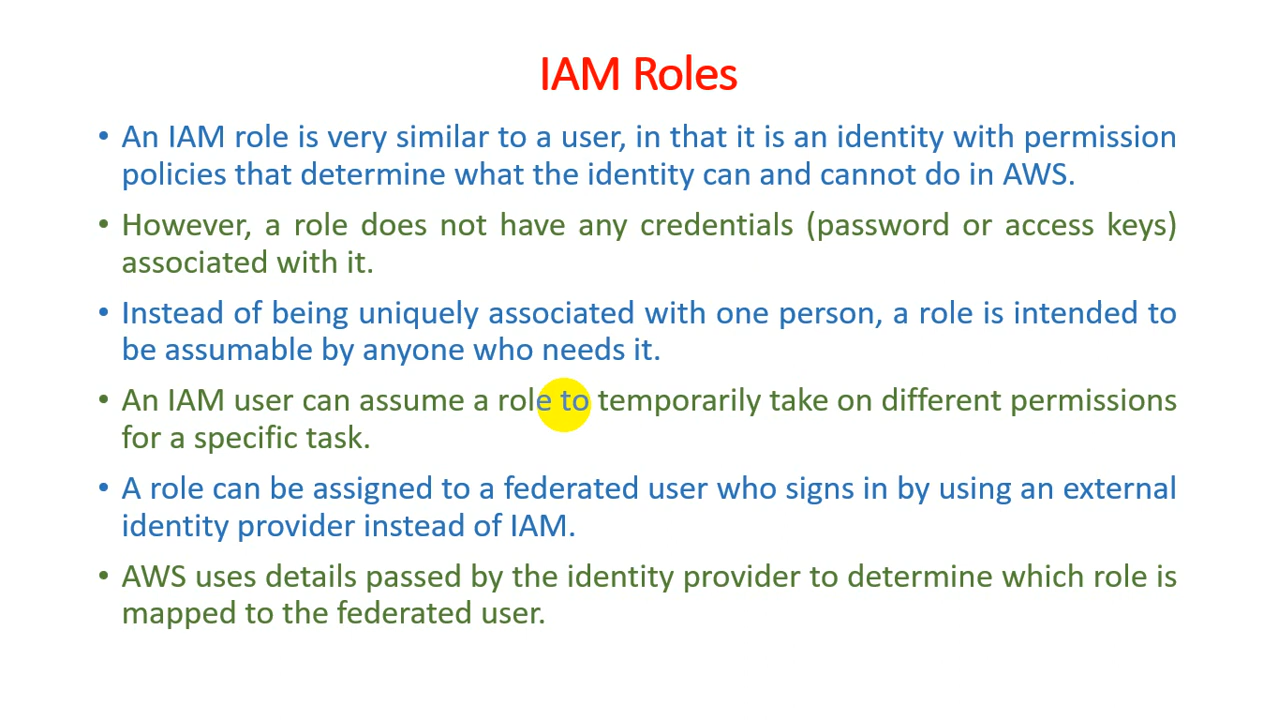 IAM Roles
• An IAM role is very similar to a user, in that it is an identity with permission
policies that determine what the identity can and cannot do in AWS.
• However, a role does not have any credentials (password or access keys)
associated with it.
• Instead of being uniquely associated with one person, a role is intended to
be assumable by anyone who needs it.
• An IAM user can assume a role to temporarily take on different permissions
for a specific task.
• A role can be assigned to a federated user who signs in by using an external
identity provider instead of IAM.
• AWS uses details passed by the identity provider to determine which role is
mapped to the federated user.